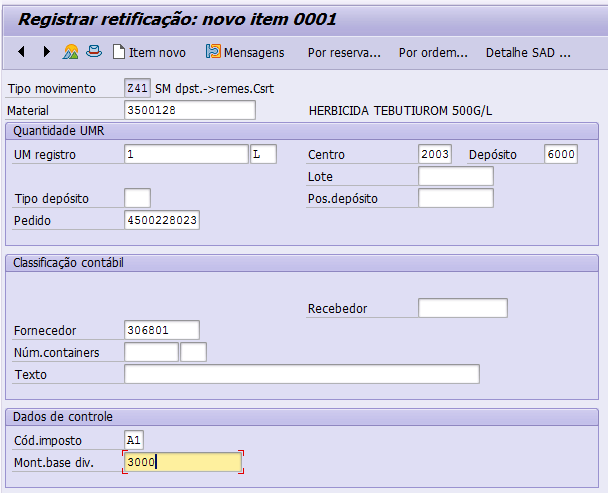 Registrar retificação: novo item 0001
Item novo Mensagens Por reserva... Por ordem... Detalhe SAD ...
Tipo movimento Z41 SM dpst.->remes.Csrt
Material 3500128 HERBICIDA TEBUTIUROM 500G/L
Quantidade UMR
UM registro 1 L Centro 2003 Depósito 6000
Lote
Tipo depósito Pos.depósito
Pedido 4500228023
Classificação contábil
Recebedor
Fornecedor 306801
Núm.containers
Texto
Dados de controle
Cód.imposto A1
Mont.base div. 3000